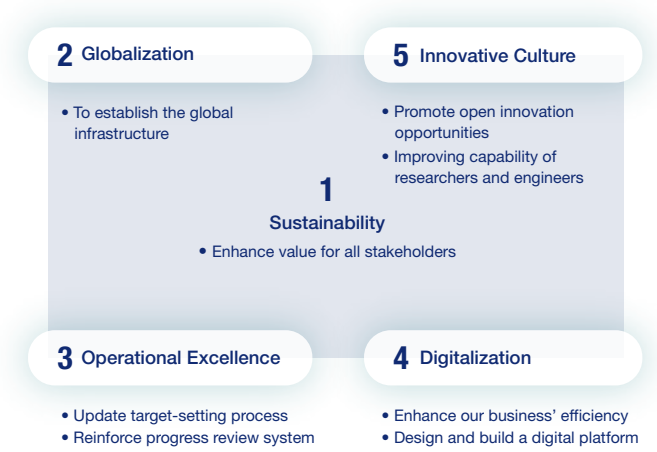 2 Globalization
• To establish the global
infrastructure
5 Innovative Culture
• Promote open innovation
opportunities
• Improving capability of
researchers and engineers
1
Sustainability
• Enhance value for all stakeholders
3 Operational Excellence
• Update target-setting process
• Reinforce progress review system
4 Digitalization
• Enhance our business’ efficiency
• Design and build a digital platform